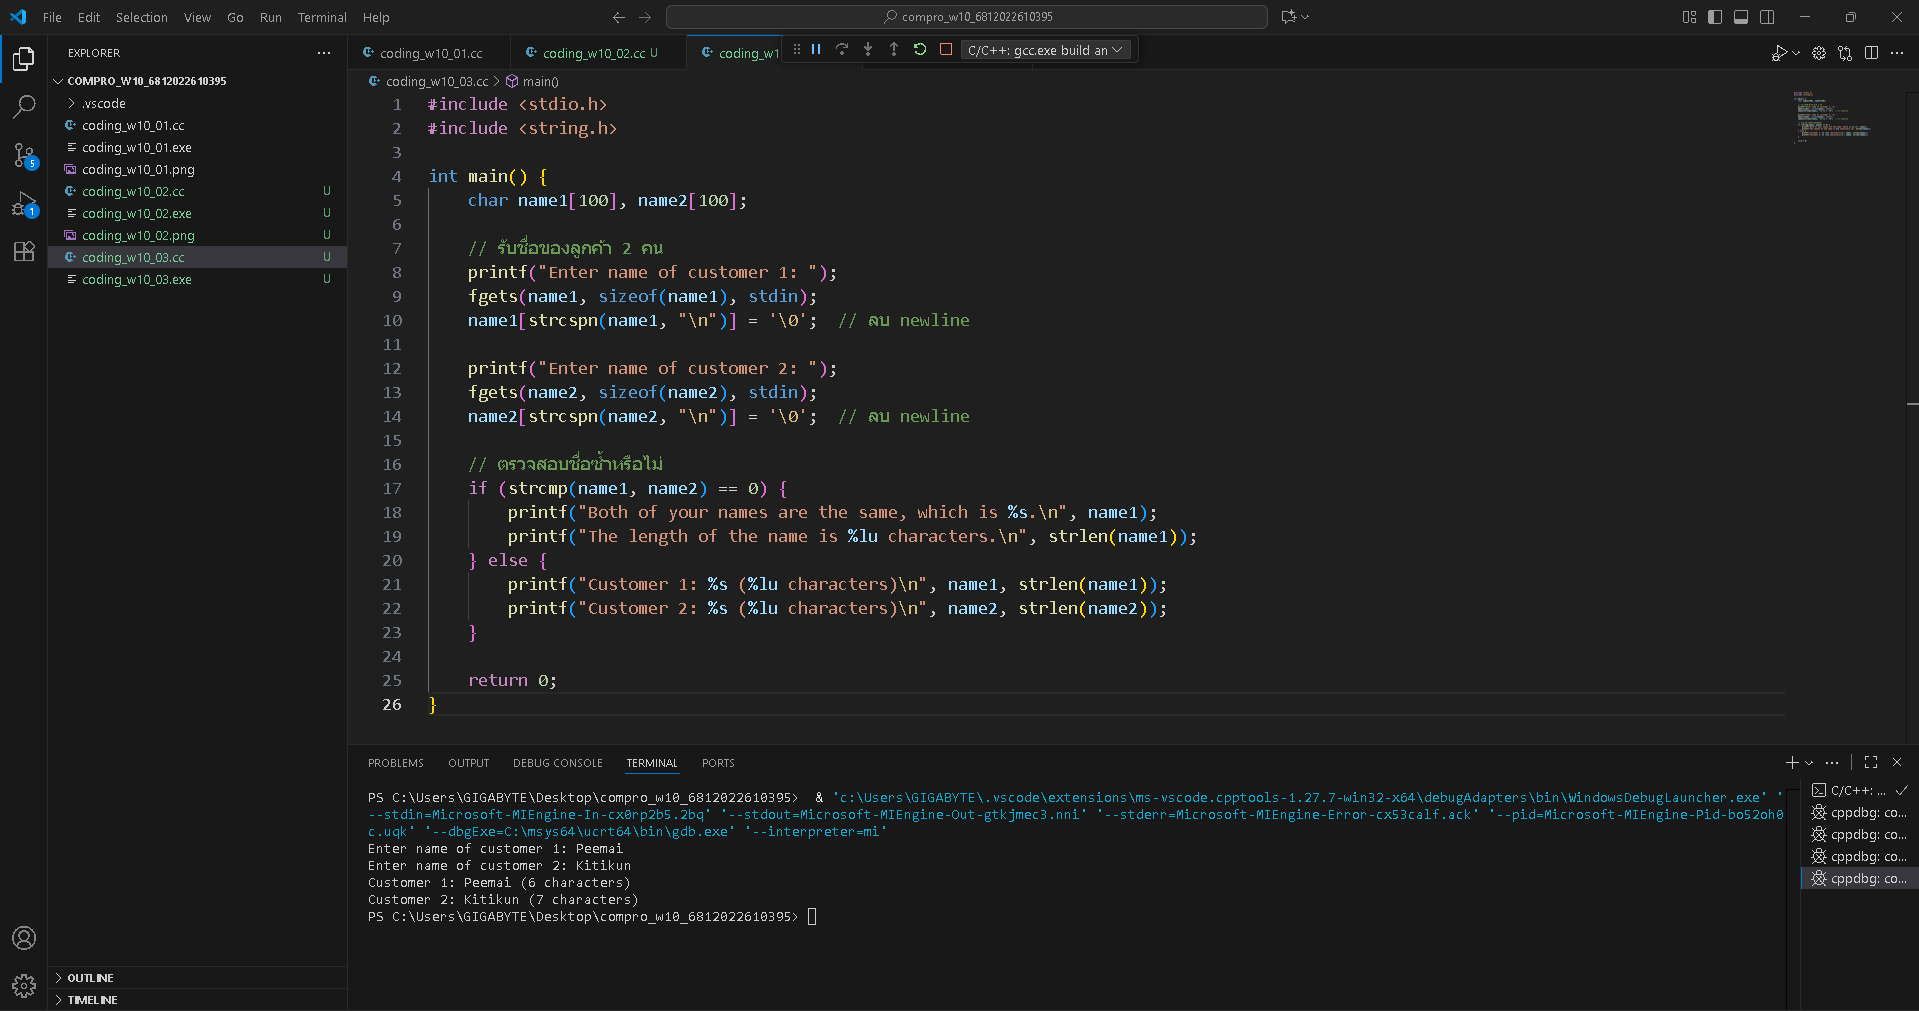 File Edit Selection View Go Run Terminal Help
compro_w10_6812022610395
EXPLORER
COMPRO_W10_6812022610395
.vscode
coding_w10_01.cc
coding_w10_01.exe
coding_w10_01.png
coding_w10_02.cc U
coding_w10_02.exe U
coding_w10_02.png U
coding_w10_03.cc U
coding_w10_03.exe U
OUTLINE
TIMELINE
5
1
coding_w10_01.cc coding_w10_02.cc U coding_w1
C/C++: gcc.exe build an
coding_w10_03.cc > main()
1 #include <stdio.h>
2 #include <string.h>
3
4 int main() {
5 char name1[100], name2[100];
6
7 // รับชื่อของลูกค้า 2 คน
8 printf("Enter name of customer 1: ");
9 fgets(name1, sizeof(name1), stdin);
10 name1[strcspn(name1, "\n")] = '\0'; // ลบ newline
11
12 printf("Enter name of customer 2: ");
13 fgets(name2, sizeof(name2), stdin);
14 name2[strcspn(name2, "\n")] = '\0'; // ลบ newline
15
16 // ตรวจสอบชื่อซ้ำหรือไม่
17 if (strcmp(name1, name2) == 0) {
18 printf("Both of your names are the same, which is %s.\n", name1);
19 printf("The length of the name is %lu characters.\n", strlen(name1));
20 } else {
21 printf("Customer 1: %s (%lu characters)\n", name1, strlen(name1));
22 printf("Customer 2: %s (%lu characters)\n", name2, strlen(name2));
23 }
24
25 return 0;
26 }
PROBLEMS OUTPUT DEBUG CONSOLE TERMINAL PORTS
PS C:\Users\GIGABYTE\Desktop\compro_w10_6812022610395> & 'c:\Users\GIGABYTE\.vscode\extensions\ms-vscode.cpptools-1.27.7-win32-x64\debugAdapters\bin\WindowsDebugLauncher.exe' '
--stdin=Microsoft-MIEngine-In-cx0rp2b5.2bq' '--stdout=Microsoft-MIEngine-Out-gtkjmec3.nni' '--stderr=Microsoft-MIEngine-Error-cx53calf.ack' '--pid=Microsoft-MIEngine-Pid-bo52oh0
c.uqk' '--dbgExe=C:\msys64\ucrt64\bin\gdb.exe' '--interpreter=mi'
Enter name of customer 1: Peemai
Enter name of customer 2: Kitikun
Customer 1: Peemai (6 characters)
Customer 2: Kitikun (7 characters)
PS C:\Users\GIGABYTE\Desktop\compro_w10_6812022610395>
C/C++: ...
cppdbg: co...
cppdbg: co...
cppdbg: co...
cppdbg: co...